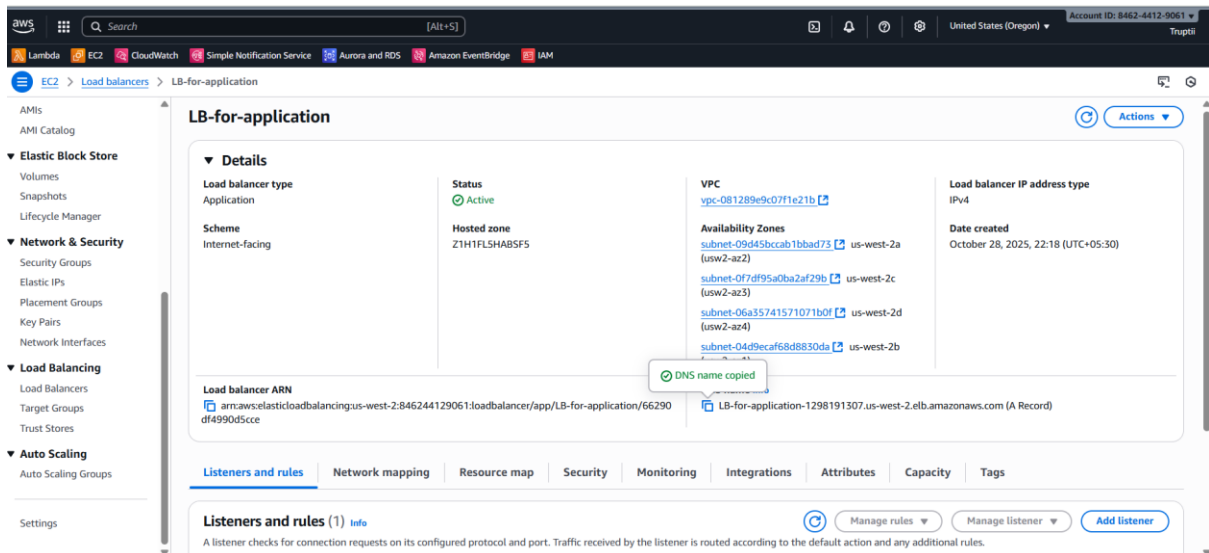 aws
Search
[Alt+S]
United States (Oregon)
Account ID: 8462-4412-9061
Truptii
Lambda EC2 CloudWatch Simple Notification Service Aurora and RDS Amazon EventBridge IAM
EC2 > Load balancers > LB-for-application
AMIs
AMI Catalog
Elastic Block Store
Volumes
Snapshots
Lifecycle Manager
Network & Security
Security Groups
Elastic IPs
Placement Groups
Key Pairs
Network Interfaces
Load Balancing
Load Balancers
Target Groups
Trust Stores
Auto Scaling
Auto Scaling Groups
Settings
LB-for-application
Actions
Details
Load balancer type
Application
Status
Active
VPC
vpc-081289e9c07f1e21b
Load balancer IP address type
IPv4
Scheme
Internet-facing
Hosted zone
Z1H1FL5HABSF5
Availability Zones
subnet-09d45bccab1bbad73 us-west-2a
(usw2-az2)
subnet-0f7df95a0ba2af29b us-west-2c
(usw2-az3)
subnet-06a35741571071b0f us-west-2d
(usw2-az4)
subnet-04d9ecaf68d8830da us-west-2b
Date created
October 28, 2025, 22:18 (UTC+05:30)
DNS name copied
Load balancer ARN
arn:aws:elasticloadbalancing:us-west-2:846244129061:loadbalancer/app/LB-for-application/66290
df4990d5cce
Info
LB-for-application-1298191307.us-west-2.elb.amazonaws.com (A Record)
Listeners and rules Network mapping Resource map Security Monitoring Integrations Attributes Capacity Tags
Listeners and rules (1) Info
Manage rules
Manage listener
Add listener
A listener checks for connection requests on its configured protocol and port. Traffic received by the listener is routed according to the default action and any additional rules.